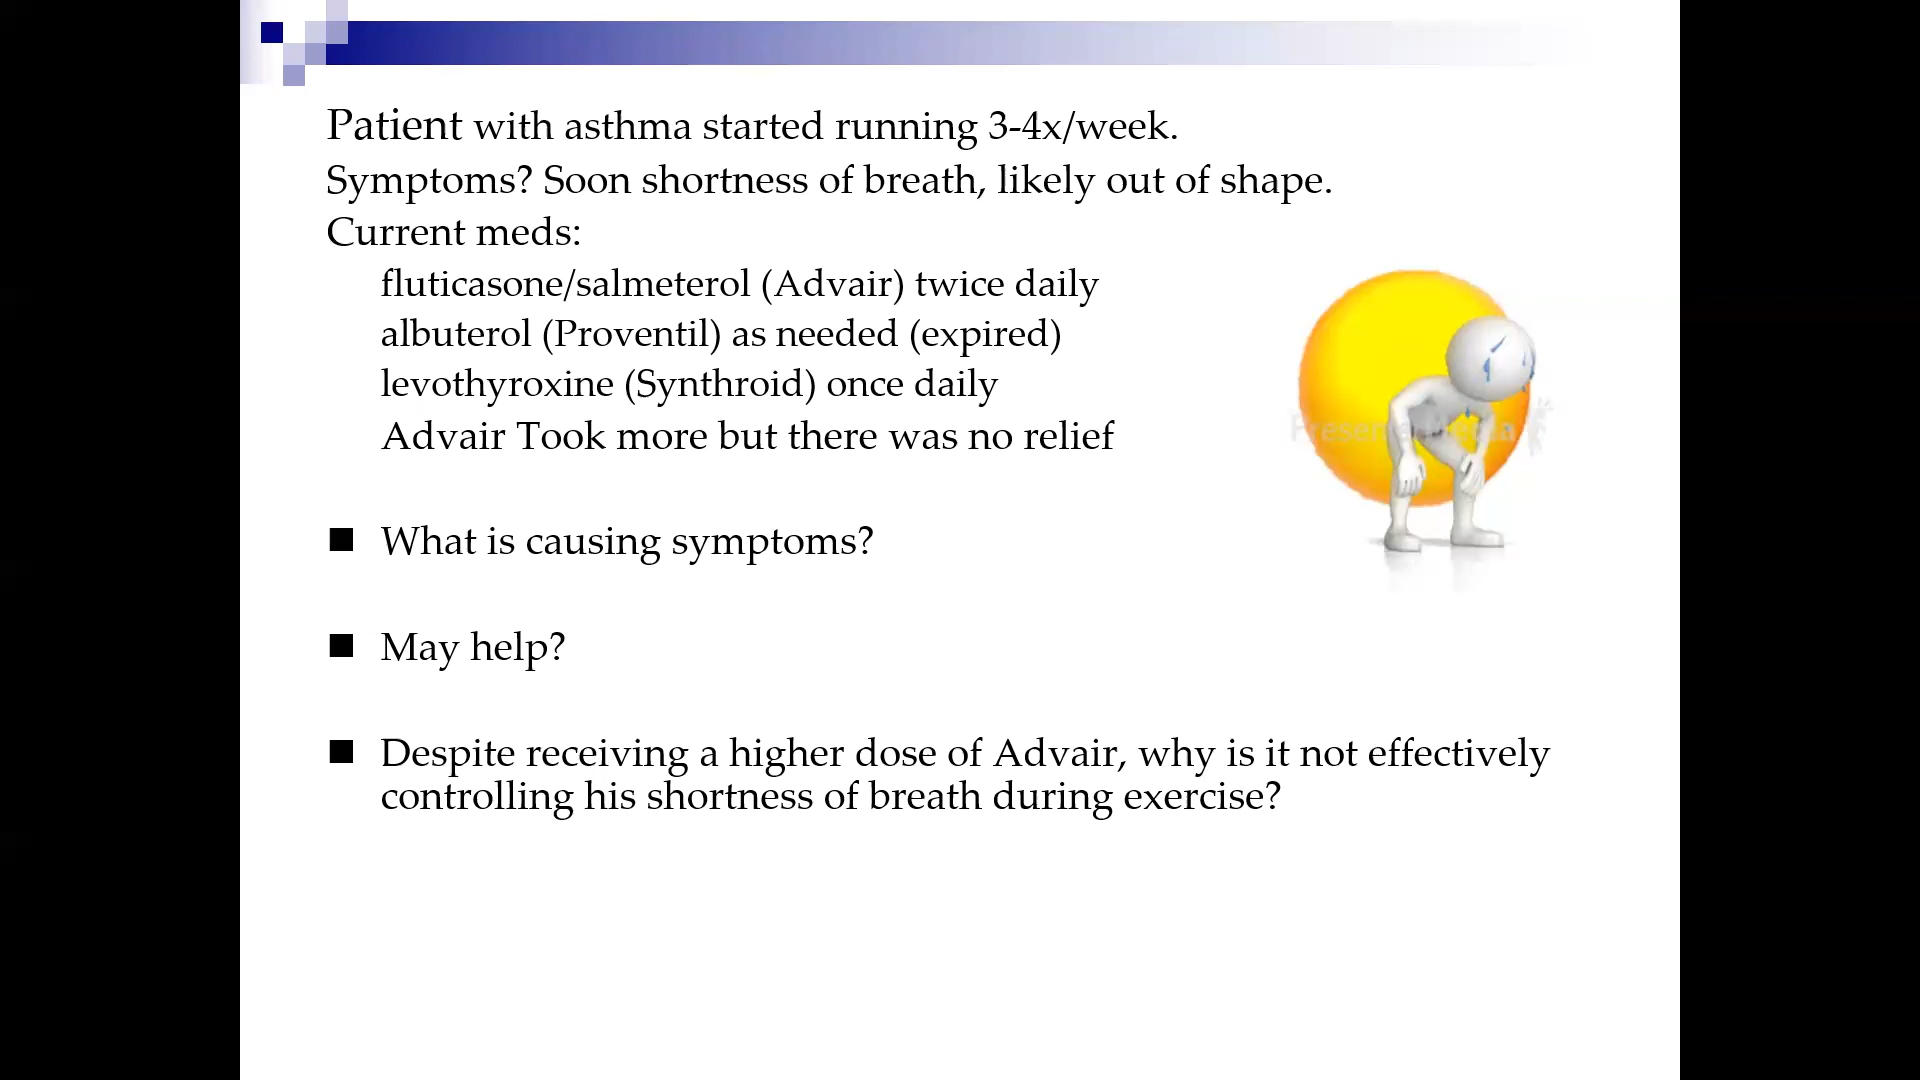 Patient with asthma started running 3-4x/week.
Symptoms? Soon shortness of breath, likely out of shape.
Current meds:
fluticasone/salmeterol (Advair) twice daily
albuterol (Proventil) as needed (expired)
levothyroxine (Synthroid) once daily
Advair Took more but there was no relief
What is causing symptoms?
May help?
Despite receiving a higher dose of Advair, why is it not effectively
controlling his shortness of breath during exercise?